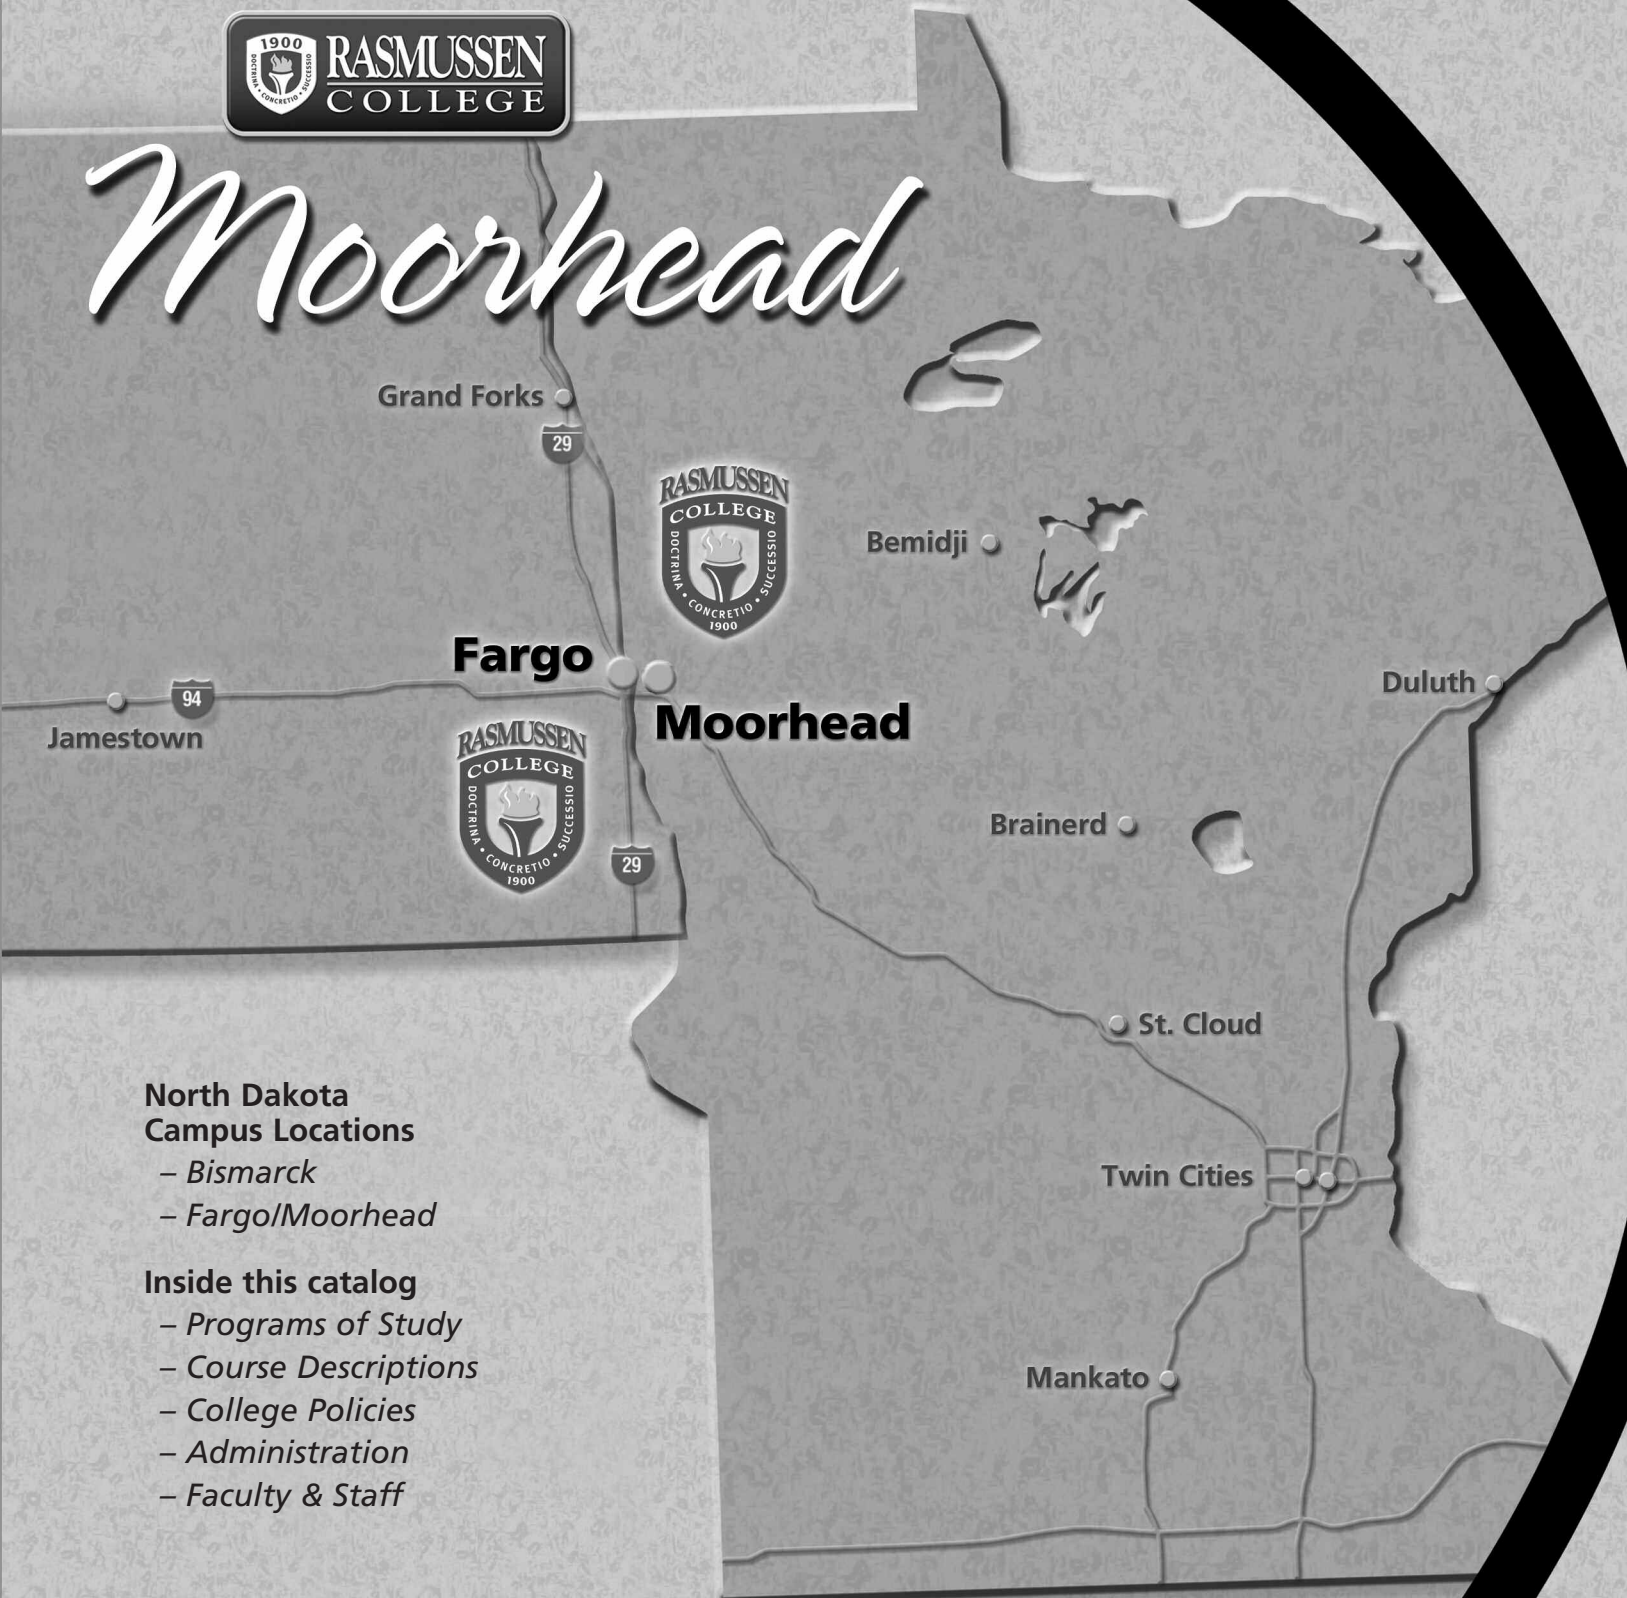 1900
DOCTRINA • CONCRETIO • SUCCESSIO
RASMUSSEN
COLLEGE
Moorhead
Grand Forks
29
RASMUSSEN
COLLEGE
DOCTRINA • CONCRETIO • SUCCESSIO
1900
Bemidji
Fargo
Moorhead
Duluth
94
Jamestown
RASMUSSEN
COLLEGE
DOCTRINA • CONCRETIO • SUCCESSIO
1900
29
Brainerd
St. Cloud
North Dakota
Campus Locations
– Bismarck
– Fargo/Moorhead
Twin Cities
Inside this catalog
– Programs of Study
– Course Descriptions
– College Policies
– Administration
– Faculty & Staff
Mankato